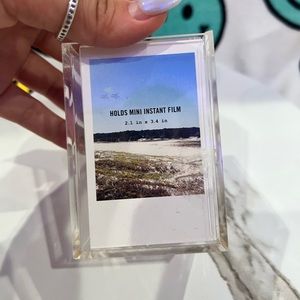 HOLDS MINI INSTANT FILM
2.1 in x 3.4 in